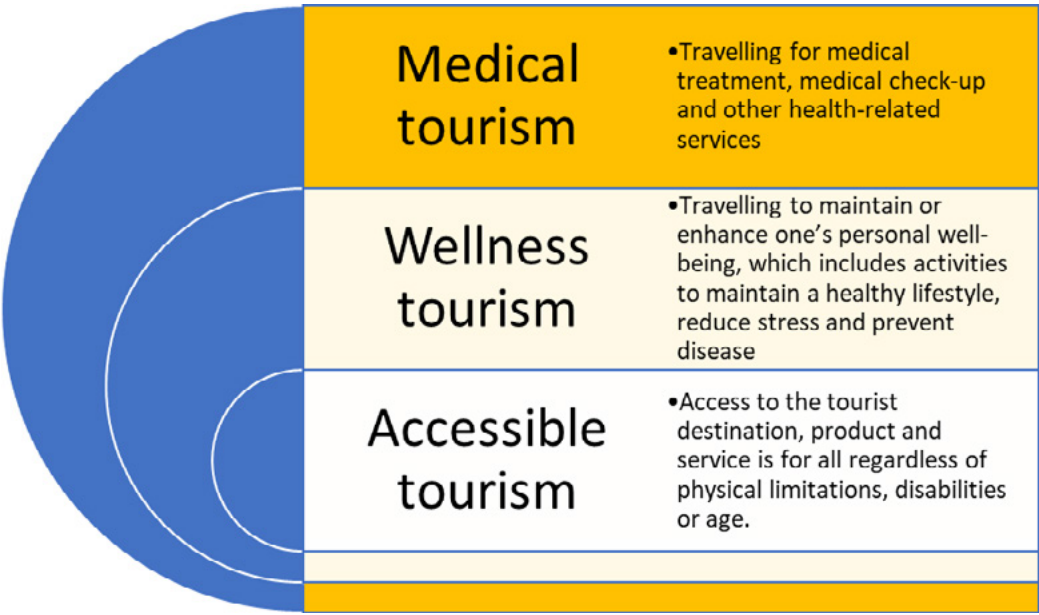 Medical
tourism
•Travelling for medical
treatment, medical check-up
and other health-related
services
Wellness
tourism
•Travelling to maintain or
enhance one’s personal well-
being, which includes activities
to maintain a healthy lifestyle,
reduce stress and prevent
disease
Accessible
tourism
•Access to the tourist
destination, product and
service is for all regardless of
physical limitations, disabilities
or age.